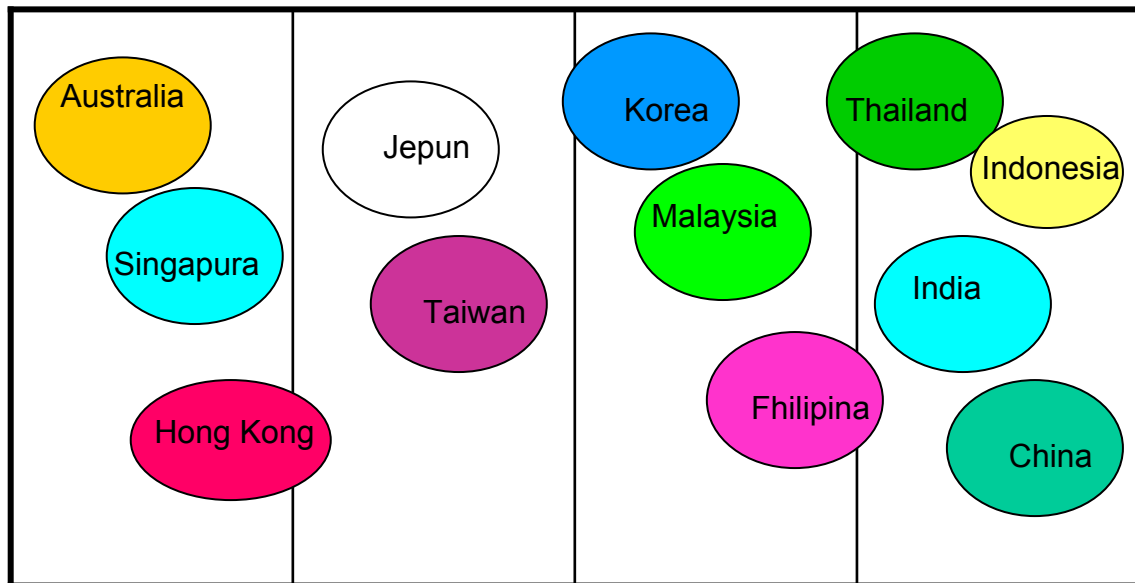 Australia
Singapura
Hong Kong
Jepun
Taiwan
Korea
Malaysia
Fhilipina
Thailand
Indonesia
India
China